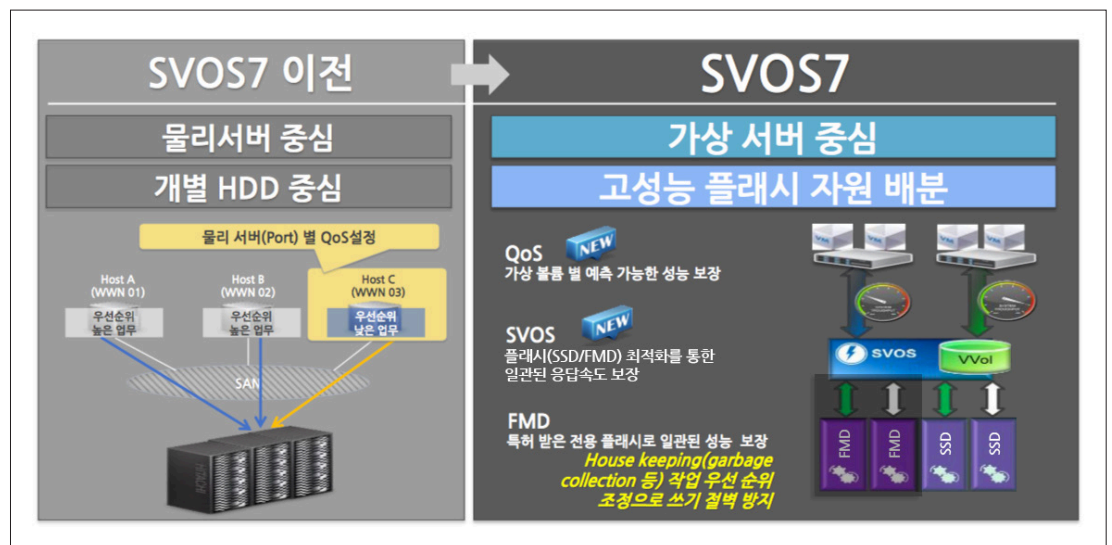 SVOS7 이전
물리서버 중심
개별 HDD 중심
물리 서버(Port) 별 QoS설정
Host A
(WWN 01)
우선순위
높은 업무
Host B
(WWN 02)
우선순위
높은 업무
Host C
(WWN 03)
우선순위
낮은 업무
SAN
HITACHI
SVOS7
가상 서버 중심
고성능 플래시 자원 배분
QoS NEW
가상 볼륨 별 예측 가능한 성능 보장
SVOS NEW
플래시(SSD/FMD) 최적화를 통한
일관된 응답속도 보장
FMD
특허 받은 전용 플래시로 일관된 성능 보장
House keeping(garbage
collection 등) 작업 우선 순위
조정으로 쓰기 절벽 방지
VM VM VM VM
SVOS VVol
FMD FMD SSD SSD